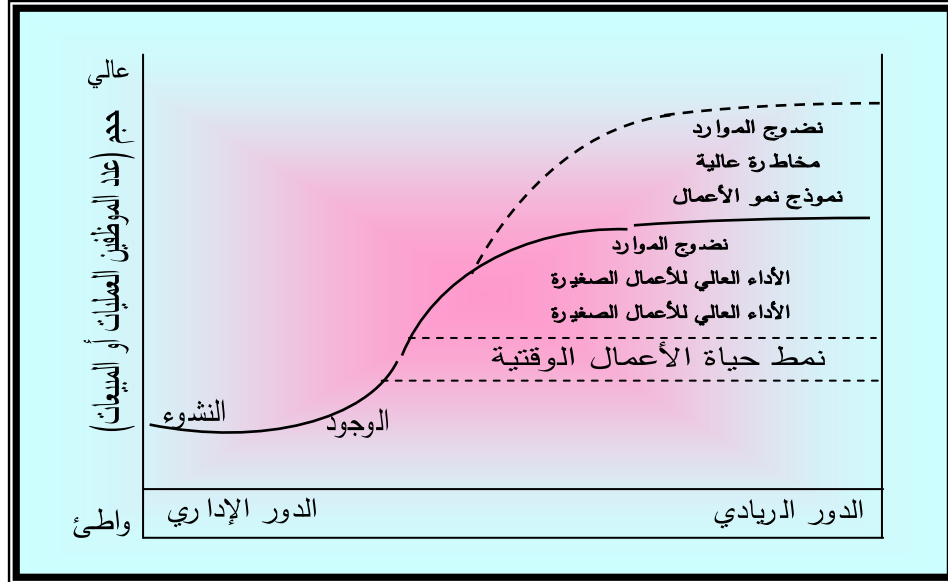 عالي
حجم (عدد الموظفين العمليات أو المبيعات)
نضوج الموارد
مخاطرة عالية
نموذج نمو الأعمال
نضوج الموارد
الأداء العالي للأعمال الصغيرة
الأداء العالي للأعمال الصغيرة
نمط حياة الأعمال الوقتية
النشوء
الوجود
واطئ
الدور الريادي
الدور الإداري